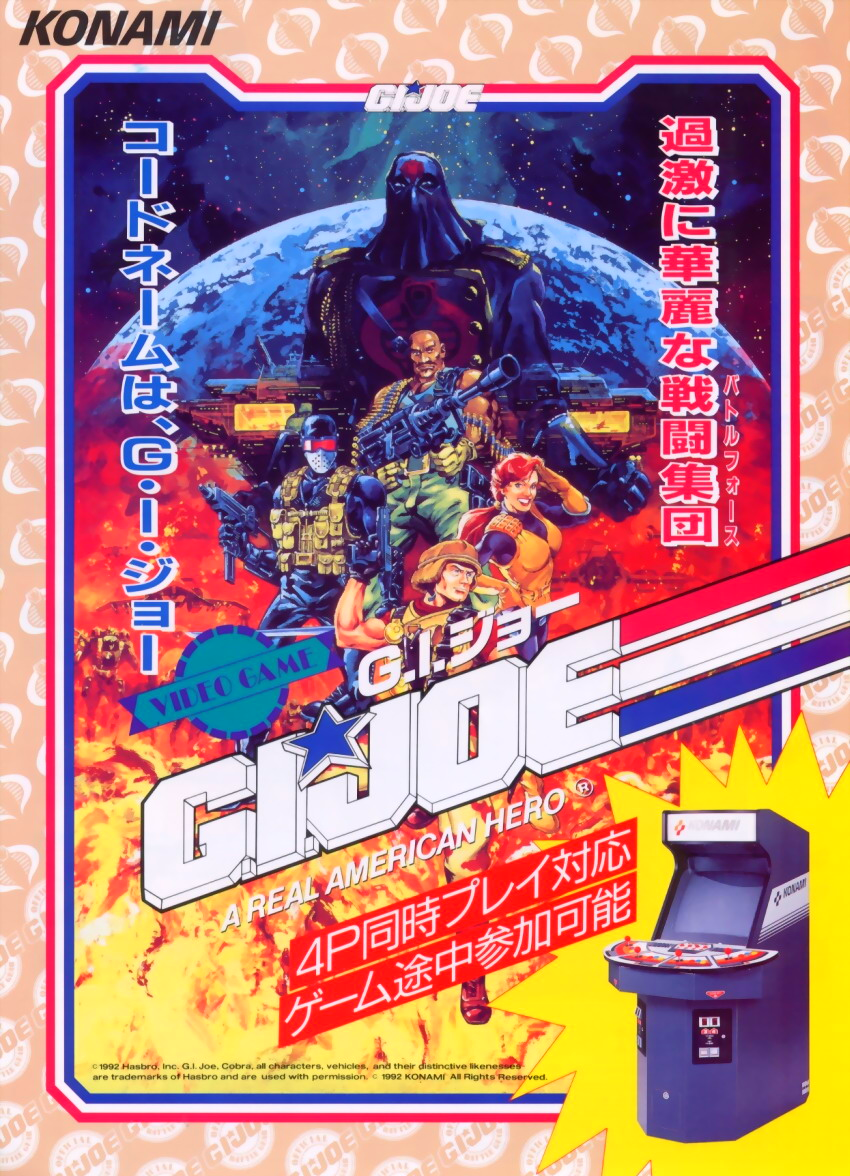 KONAMI
G.I.JOE
過激に華麗な戦闘集団
バトルフォース
コードネームは、G・I・ジョー
VIDEO GAME
G.I.ジョー
G.I.JOE
A REAL AMERICAN HERO ®
4P同時プレイ対応
ゲーム途中参加可能
KONAMI
KONAMI
© 1992 Hasbro, Inc. G.I. Joe, Cobra, all characters, vehicles, and their distinctive likenesses
are trademarks of Hasbro and are used with permission. © 1992 KONAMI All Rights Reserved.